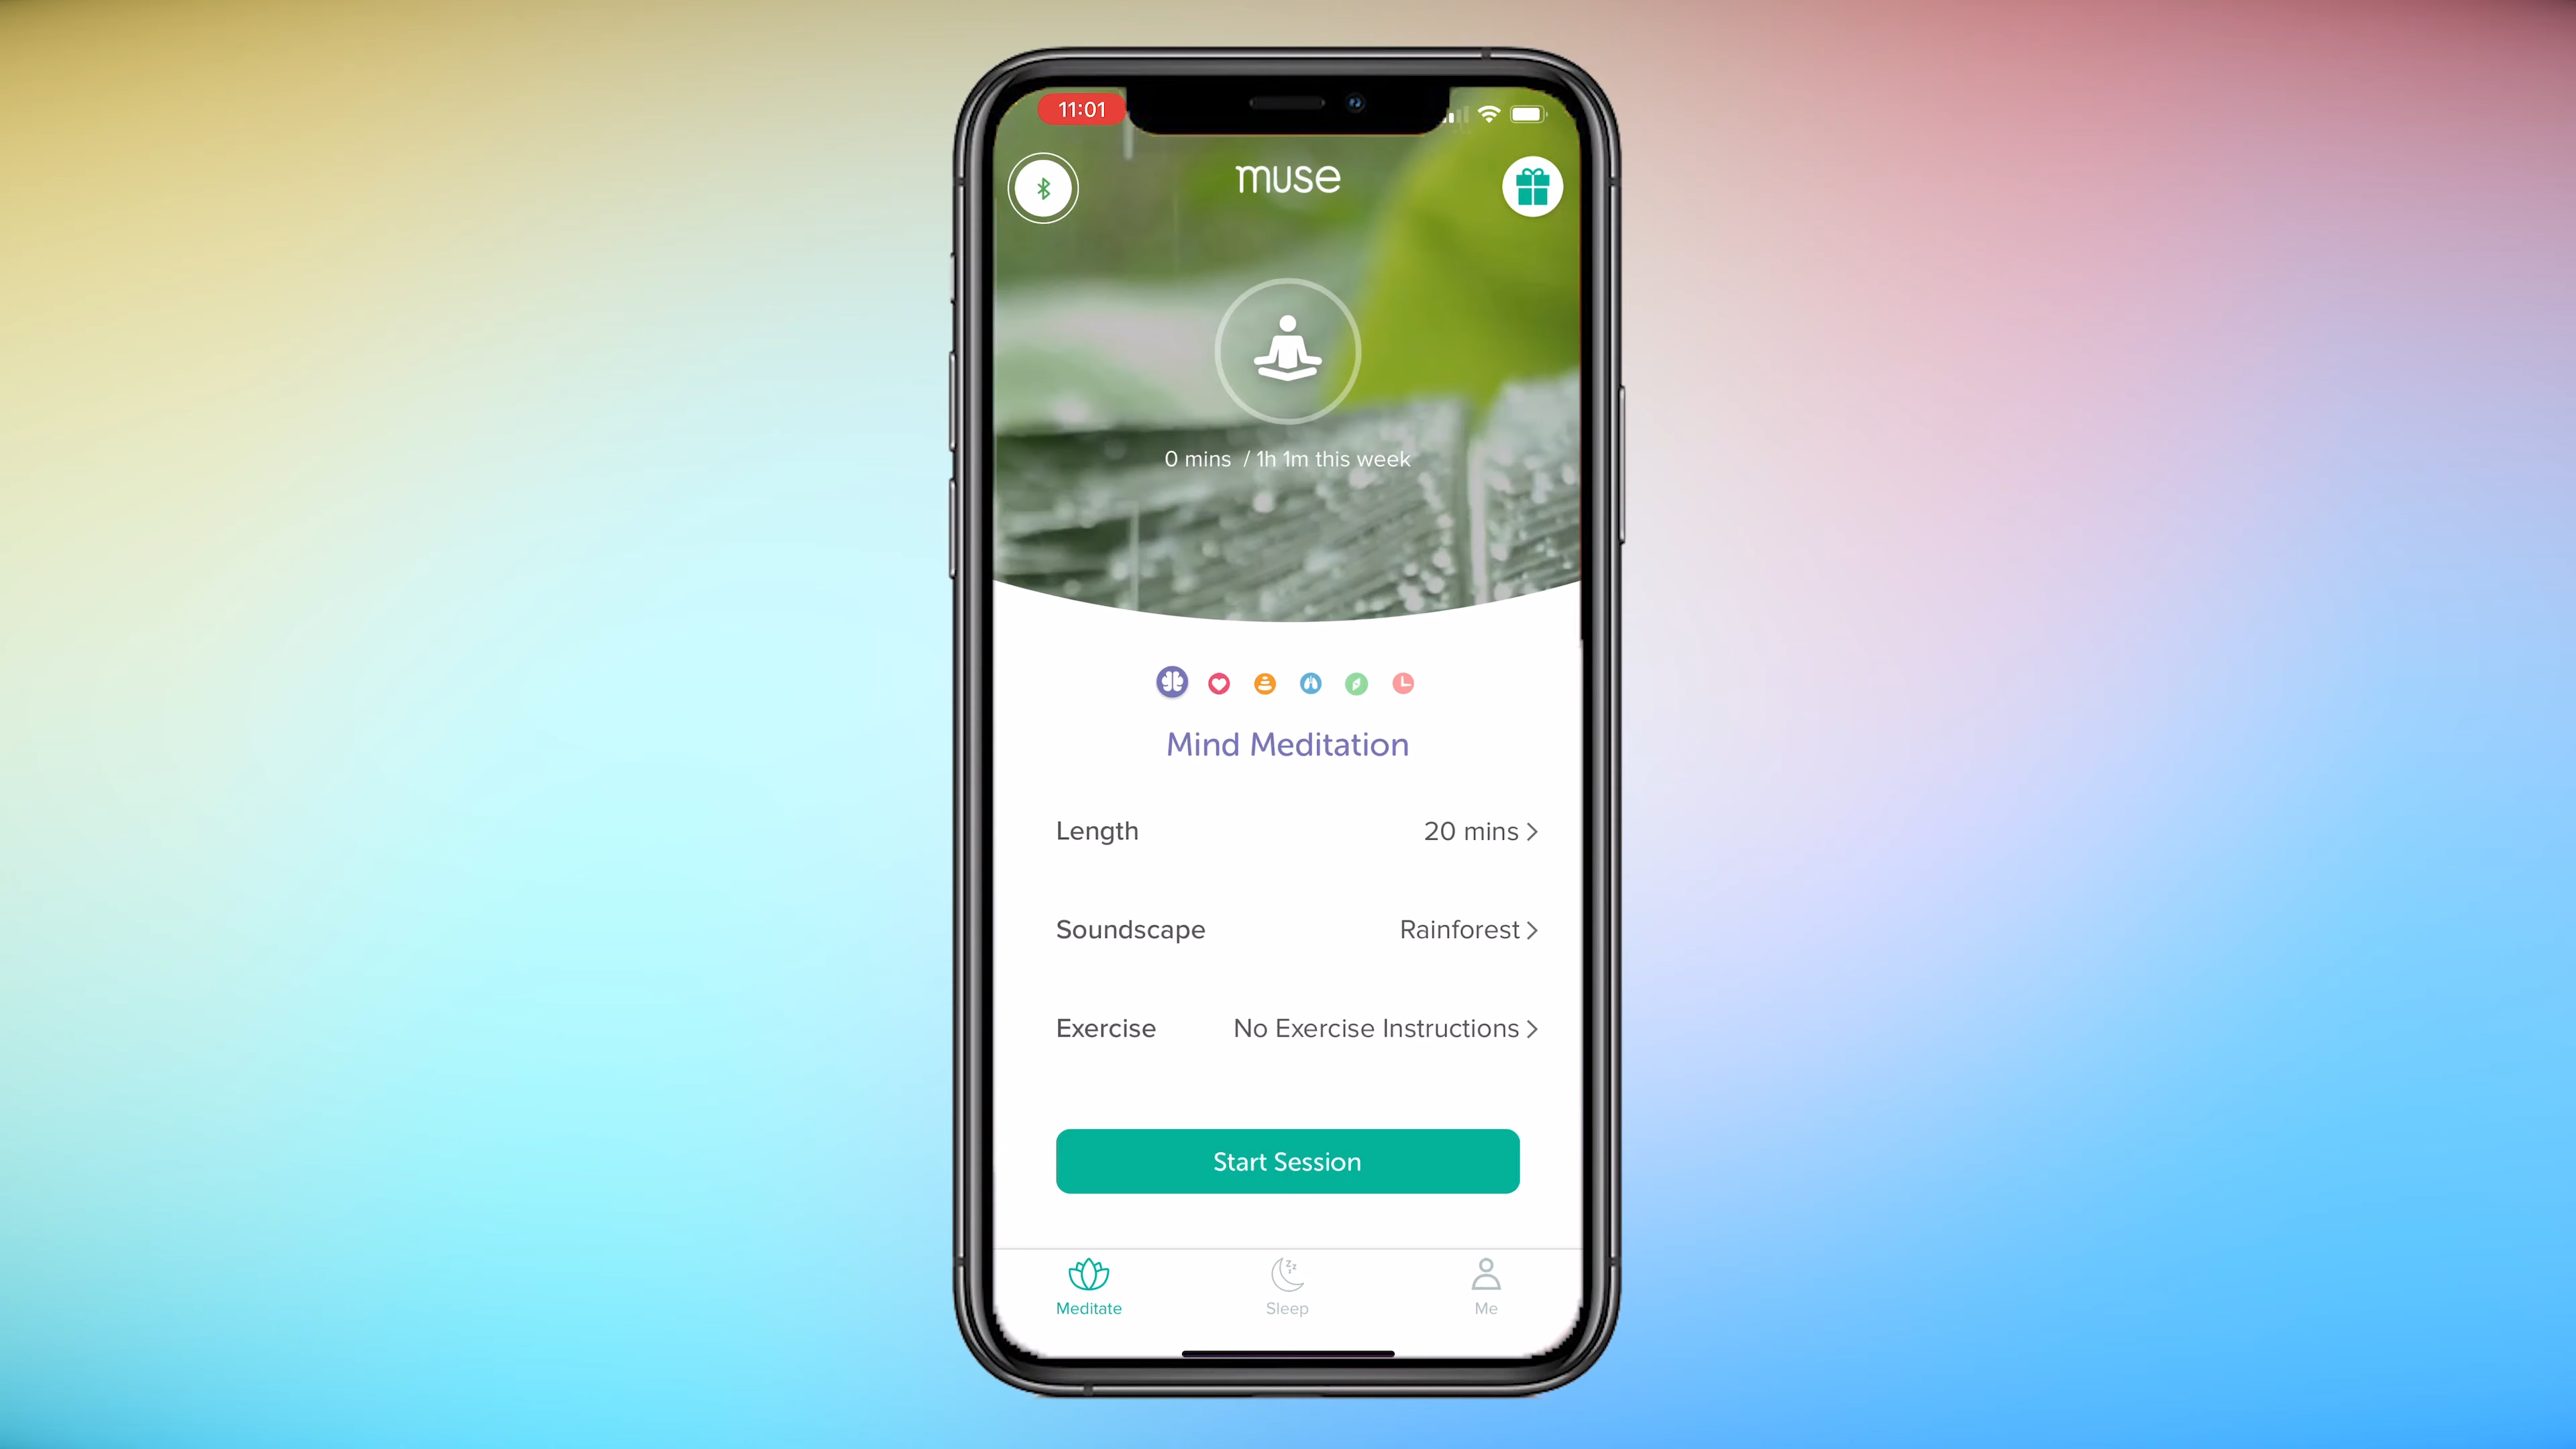 11:01
muse
0 mins / 1h 1m this week
Mind Meditation
Length 20 mins
Soundscape Rainforest
Exercise No Exercise Instructions
Start Session
Meditate Sleep Me